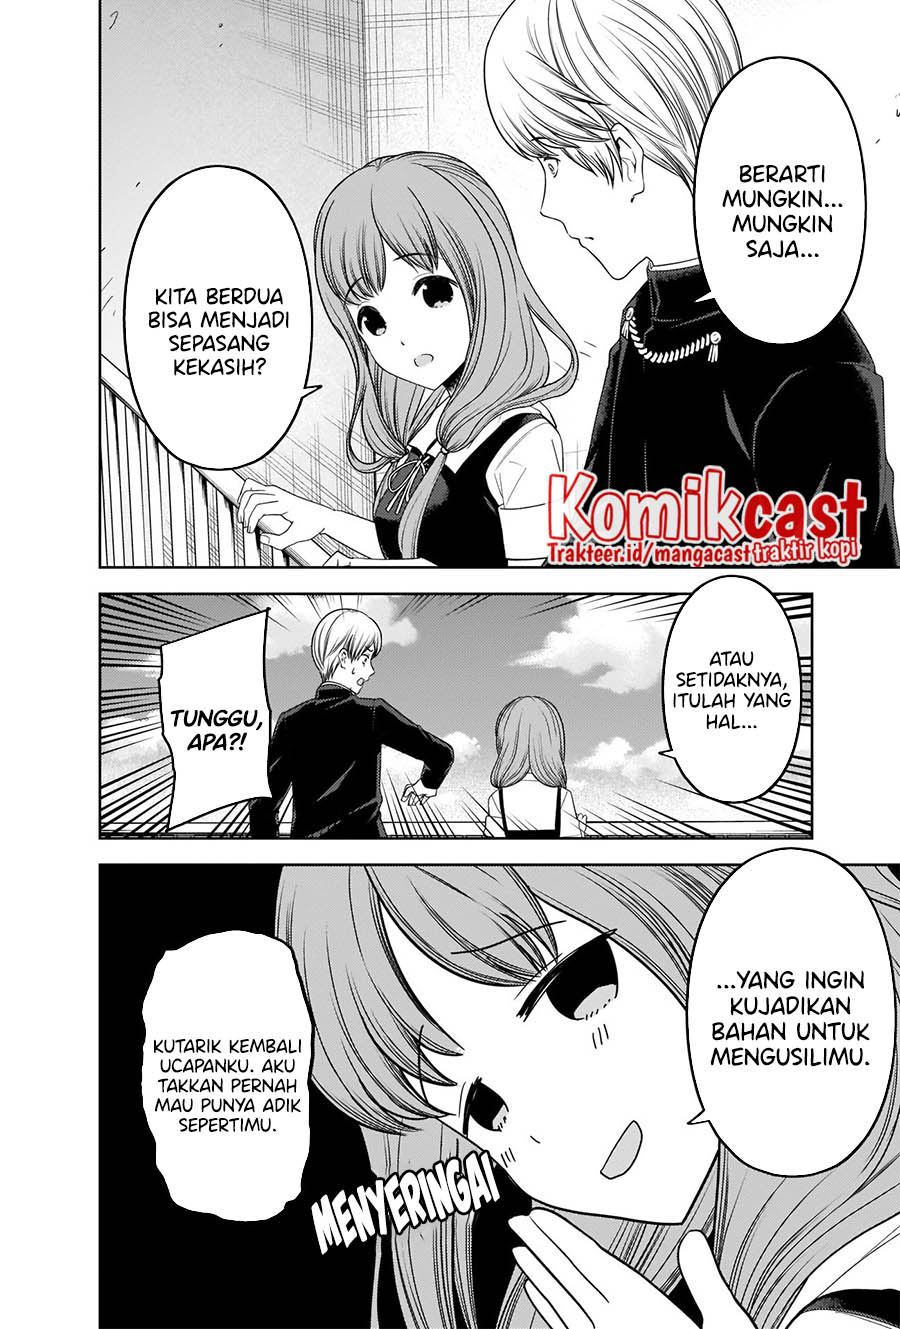 BERARTI
MUNGKIN...
MUNGKIN
SAJA...
KITA BERDUA
BISA MENJADI
SEPASANG
KEKASIH?
Komikcast
Trakteer.id/mangacast traktir kopi
ATAU
SETIDAKNYA,
ITULAH YANG
HAL...
TUNGGU,
APA?!
...YANG INGIN
KUJADIKAN
BAHAN UNTUK
MENGUSILIMU.
KUTARIK KEMBALI
UCAPANKU. AKU
TAKKAN PERNAH
MAU PUNYA ADIK
SEPERTIMU.
MENYERINGAI